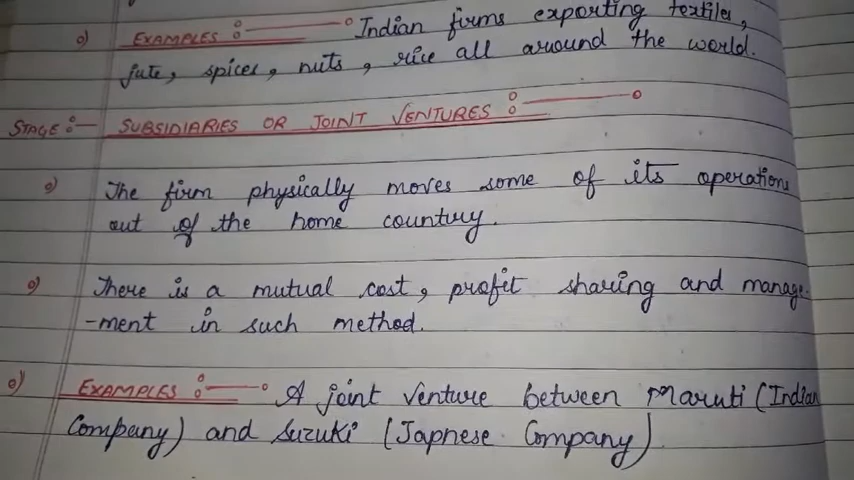 o) EXAMPLES :- Indian firms exporting textiles,
jute, spices, nuts, rice all around the world.
STAGE :- SUBSIDIARIES OR JOINT VENTURES :-
o) The firm physically moves some of its operations
out of the home country.
o) There is a mutual cost, profit sharing and manage-
-ment in such method.
o) EXAMPLES :- A joint venture between Maruti (Indian
Company) and Suzuki (Japnese Company)